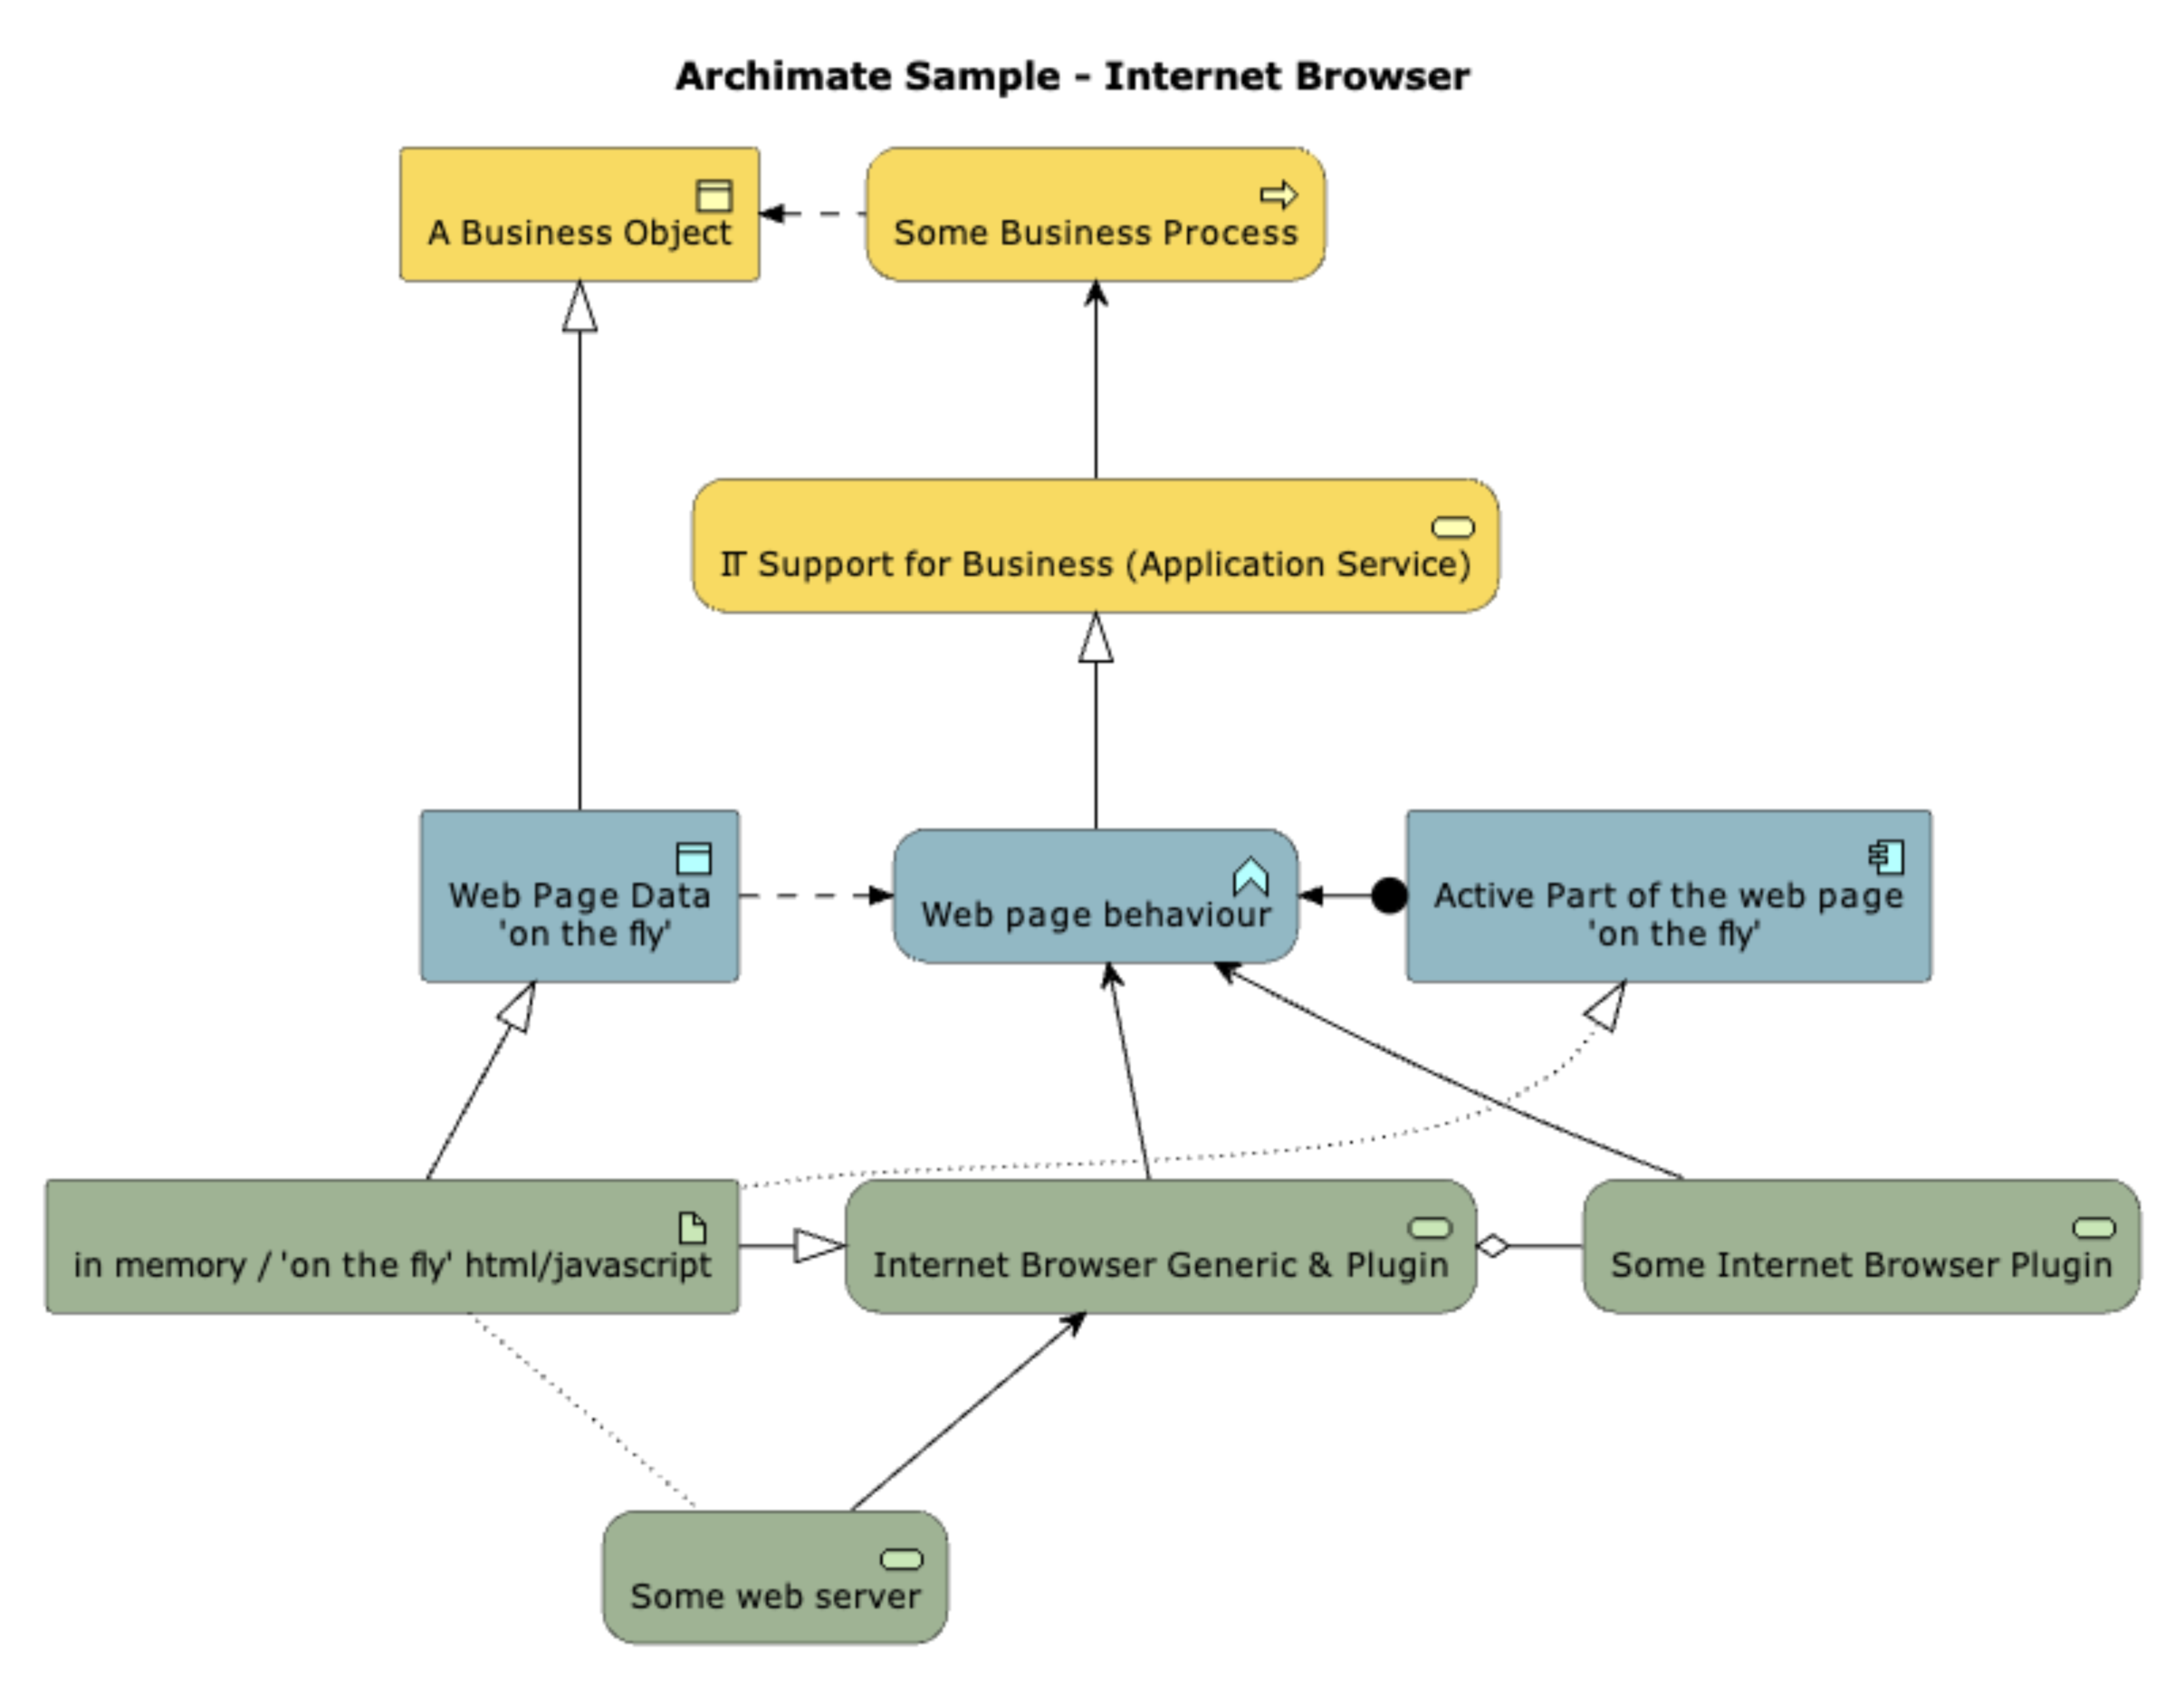 Archimate Sample - Internet Browser
A Business Object
Some Business Process
IT Support for Business (Application Service)
Web Page Data
'on the fly'
Web page behaviour
Active Part of the web page
'on the fly'
in memory / 'on the fly' html/javascript
Internet Browser Generic & Plugin
Some Internet Browser Plugin
Some web server